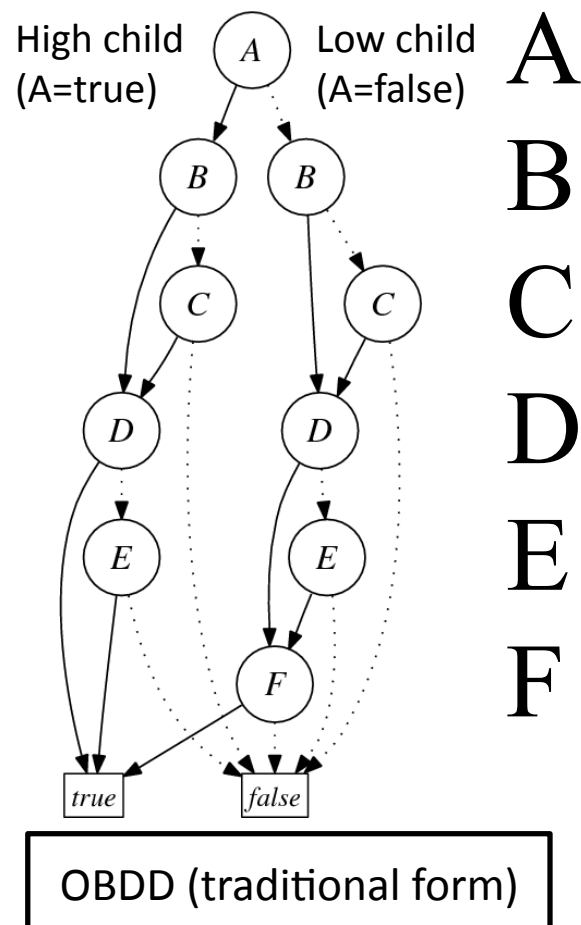 High child
(A=true)
A
Low child
(A=false)
A
B
B
B
C
C
C
D
D
D
E
E
E
F
F
true
false
OBDD (traditional form)